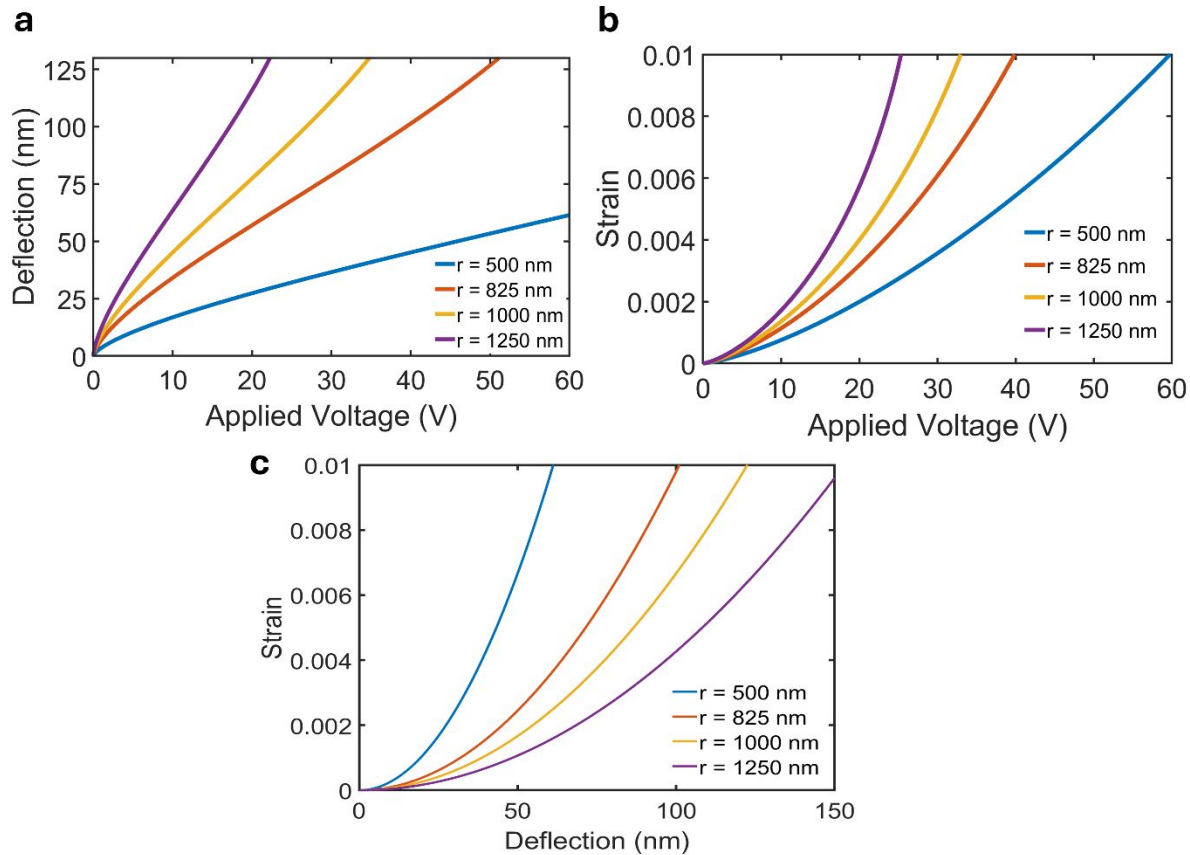 a
Deflection (nm)
125
100
75
50
25
0
0 10 20 30 40 50 60
Applied Voltage (V)
r = 500 nm
r = 825 nm
r = 1000 nm
r = 1250 nm
b
Strain
0.01
0.008
0.006
0.004
0.002
0
0 10 20 30 40 50 60
Applied Voltage (V)
r = 500 nm
r = 825 nm
r = 1000 nm
r = 1250 nm
c
Strain
0.01
0.008
0.006
0.004
0.002
0
0 50 100 150
Deflection (nm)
r = 500 nm
r = 825 nm
r = 1000 nm
r = 1250 nm